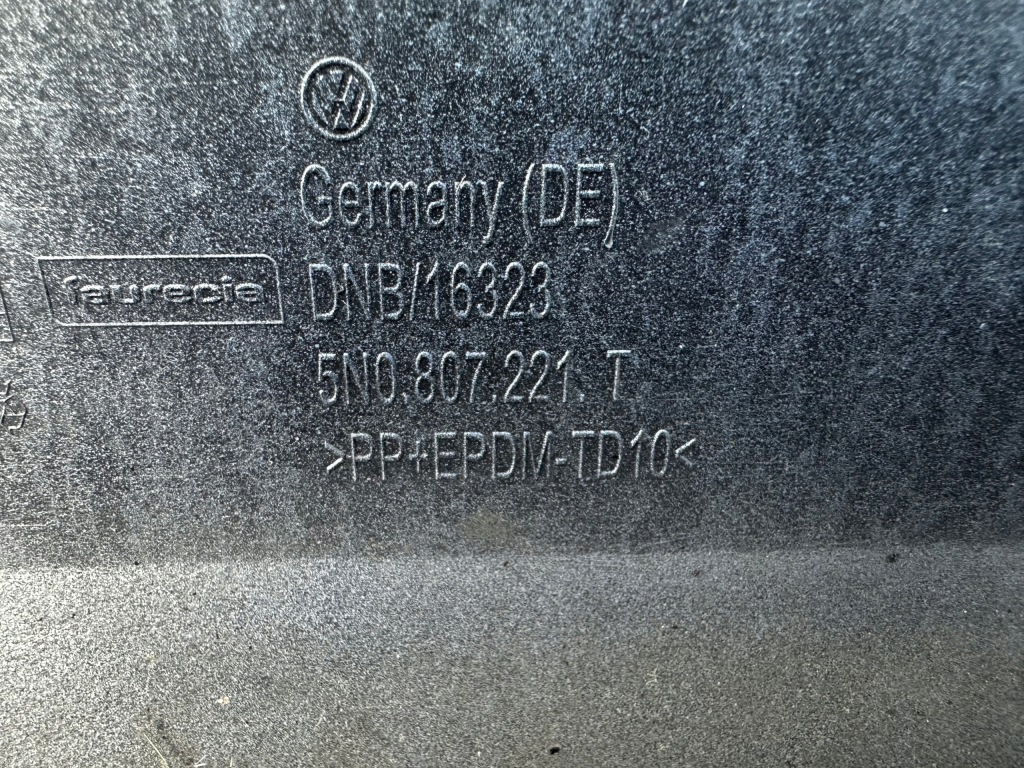 Germany (DE)
faurecia DNB/16323
5N0.807.221. T
>PP+EPDM-TD10<